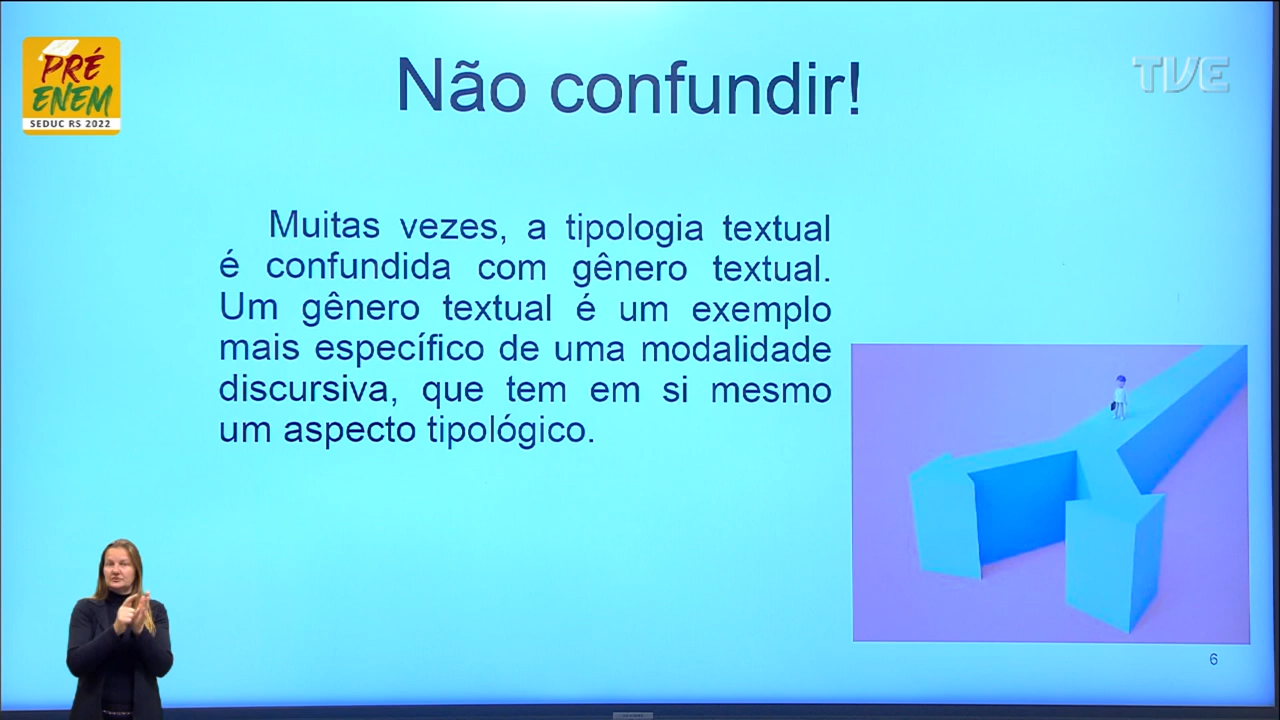 PRÉ
ENEM
SEDUC RS 2022
Não confundir!
TVE
Muitas vezes, a tipologia textual
é confundida com gênero textual.
Um gênero textual é um exemplo
mais específico de uma modalidade
discursiva, que tem em si mesmo
um aspecto tipológico.
6